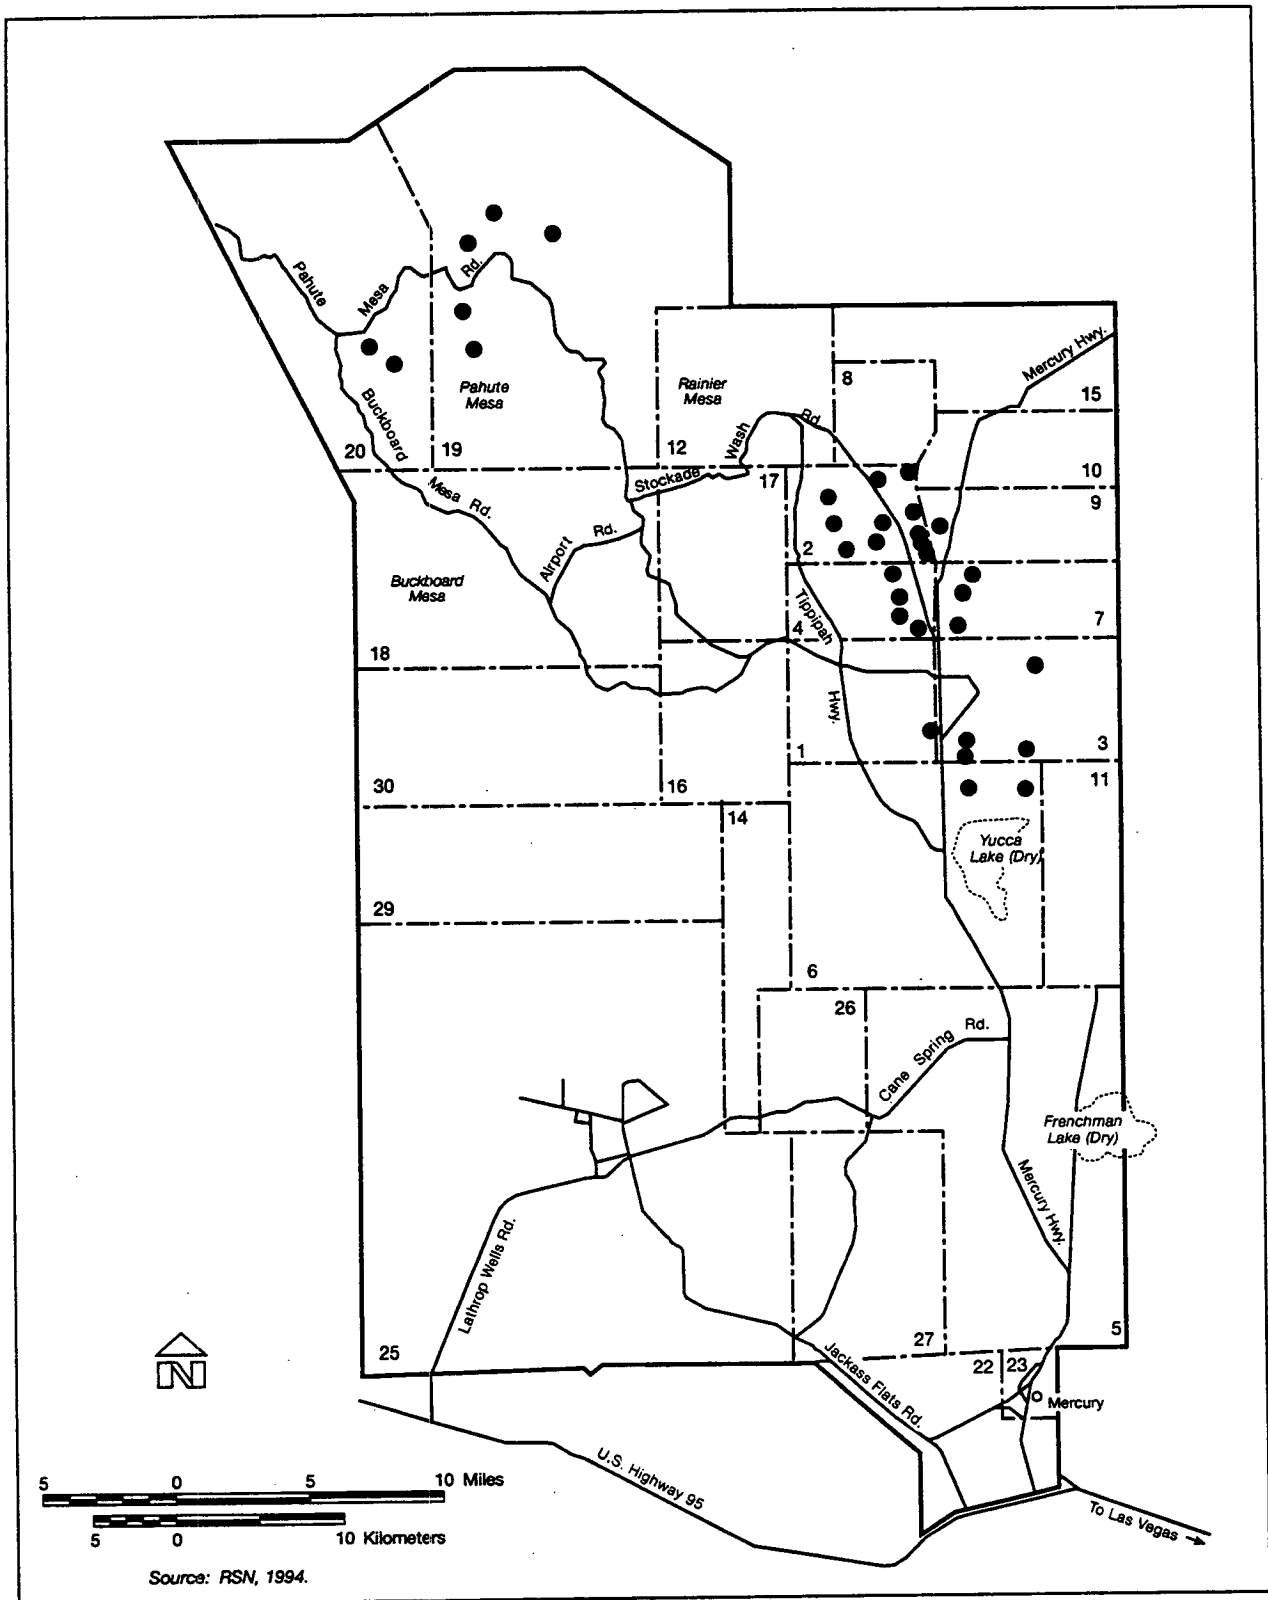 Pahute
Mesa
Rd.
Mercury Hwy.
Pahute
Mesa
Rainier
Mesa
8
15
Buckboard
Wash
Rd.
20
19
12
Stockade
17
10
9
Mesa Rd.
Airport
Rd.
2
Buckboard
Mesa
Tippipah
4
7
18
Hwy.
1
3
30
16
11
14
Yucca
Lake (Dry)
29
6
26
Cane Spring
Rd.
Frenchman
Lake (Dry)
Mercury Hwy.
Lathrop Wells Rd.
25
27
5
22
23
Jackass Flats Rd.
Mercury
N
U.S. Highway 95
To Las Vegas
5 0 5 10 Miles
5 0 10 Kilometers
Source: RSN, 1994.